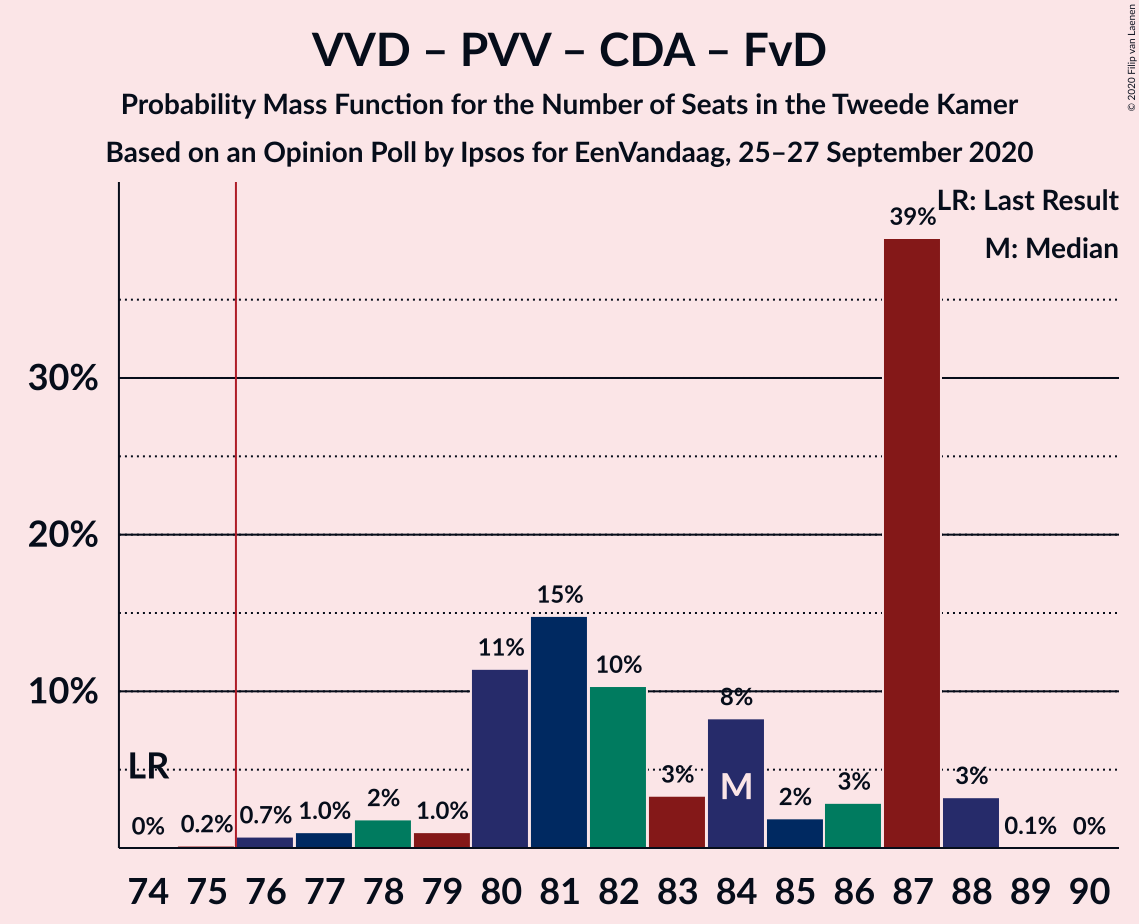 VVD – PVV – CDA – FvD
Probability Mass Function for the Number of Seats in the Tweede Kamer
Based on an Opinion Poll by Ipsos for EenVandaag, 25–27 September 2020
© 2020 Filip van Laenen
LR: Last Result
M: Median
39%
30%
20%
15%
11%
10%
10%
8%
LR
M
0%
0.2%
0.7%
1.0%
2%
1.0%
3%
2%
3%
3%
0.1%
0%
74 75 76 77 78 79 80 81 82 83 84 85 86 87 88 89 90